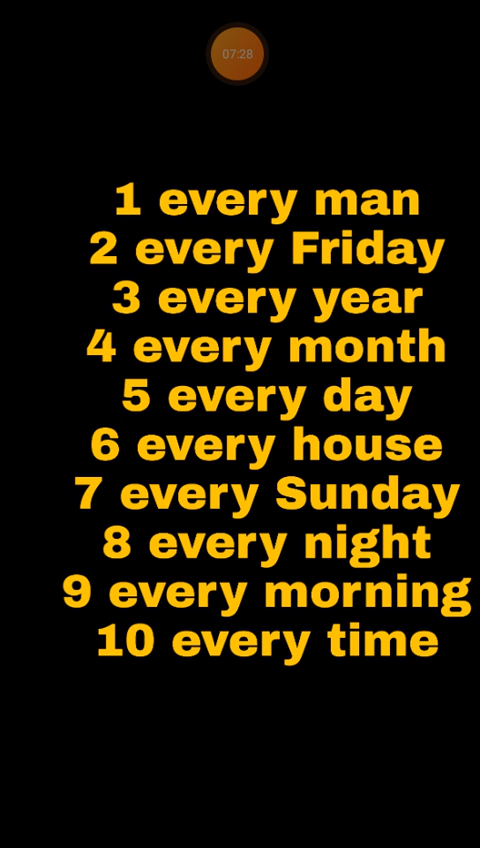 07:28
1 every man
2 every Friday
3 every year
4 every month
5 every day
6 every house
7 every Sunday
8 every night
9 every morning
10 every time